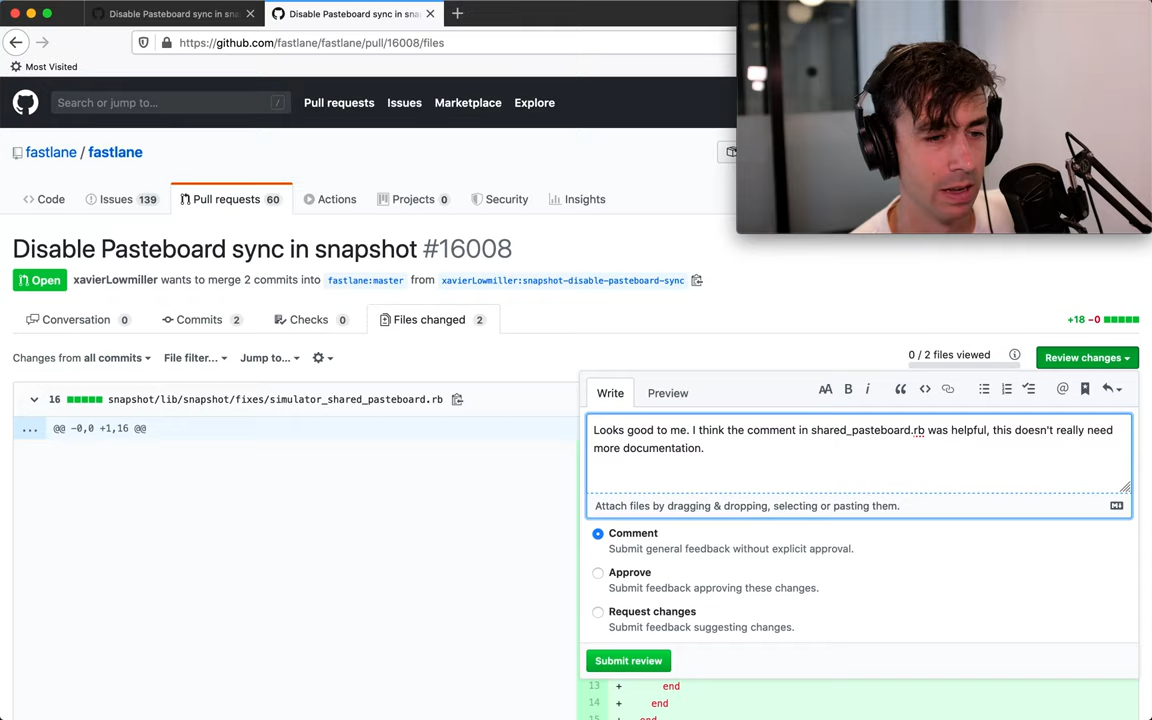 Disable Pasteboard sync in sna
Disable Pasteboard sync in sna
https://github.com/fastlane/fastlane/pull/16008/files
Most Visited
Search or jump to...
/
Pull requests
Issues
Marketplace
Explore
fastlane / fastlane
Code
Issues 139
Pull requests 60
Actions
Projects 0
Security
Insights
Disable Pasteboard sync in snapshot #16008
Open
xavierLowmiller wants to merge 2 commits into fastlane:master from xavierLowmiller:snapshot-disable-pasteboard-sync
Conversation 0
Commits 2
Checks 0
Files changed 2
+18 −0
Changes from all commits
File filter...
Jump to...
0 / 2 files viewed
Review changes
16 snapshot/lib/snapshot/fixes/simulator_shared_pasteboard.rb
... @@ -0,0 +1,16 @@
Write
Preview
AA B i
Looks good to me. I think the comment in shared_pasteboard.rb was helpful, this doesn't really need
more documentation.
Attach files by dragging & dropping, selecting or pasting them.
Comment
Submit general feedback without explicit approval.
Approve
Submit feedback approving these changes.
Request changes
Submit feedback suggesting changes.
Submit review
13 + end
14 + end
15 + end